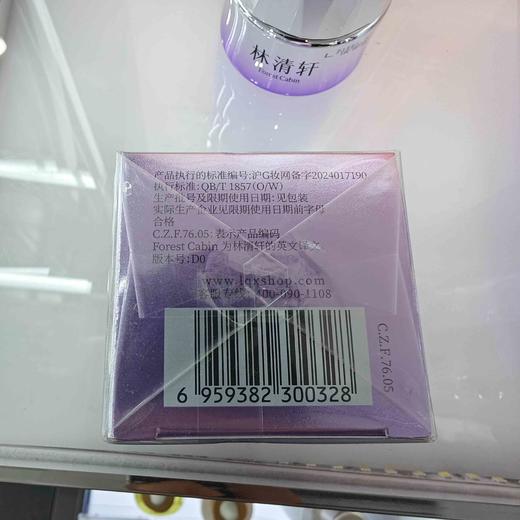 林清轩
Forest Cabin
产品执行的标准编号:沪G妆网备字2024017190
执行标准:QB/T 1857(O/W)
生产批号及限期使用日期:见包装
实际生产企业见限期使用日期前字母
合格
C.Z.F.76.05:表示产品编码
Forest Cabin 为林清轩的英文译文
版本号:D0
www.lqxshop.com
客服专线:400-090-1108
C.Z.F.76.05
6 959382 300328